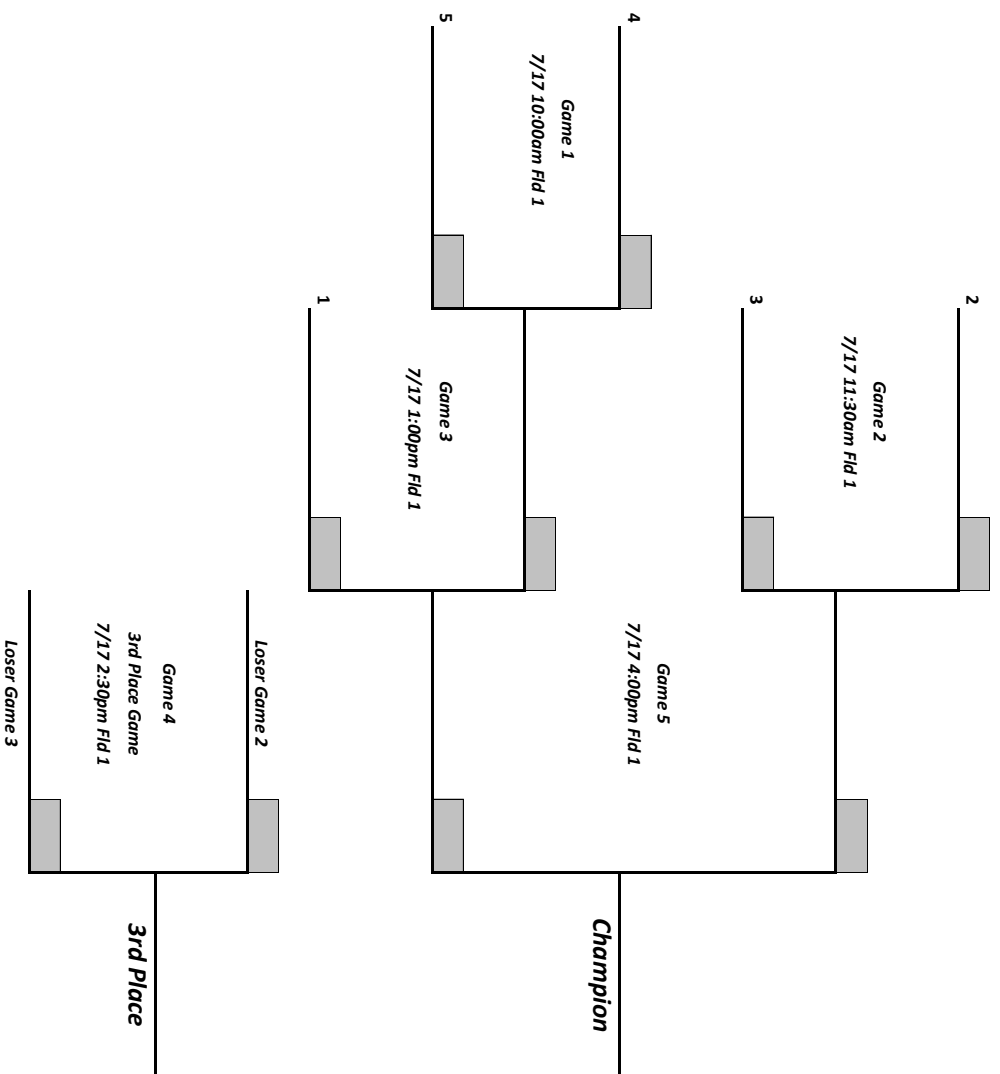 2
Game 2
7/17 11:30am Fld 1
3
4
Game 1
7/17 10:00am Fld 1
5
Game 5
7/17 4:00pm Fld 1
Champion
Game 3
7/17 1:00pm Fld 1
1
Loser Game 2
Game 4
3rd Place Game
7/17 2:30pm Fld 1
3rd Place
Loser Game 3